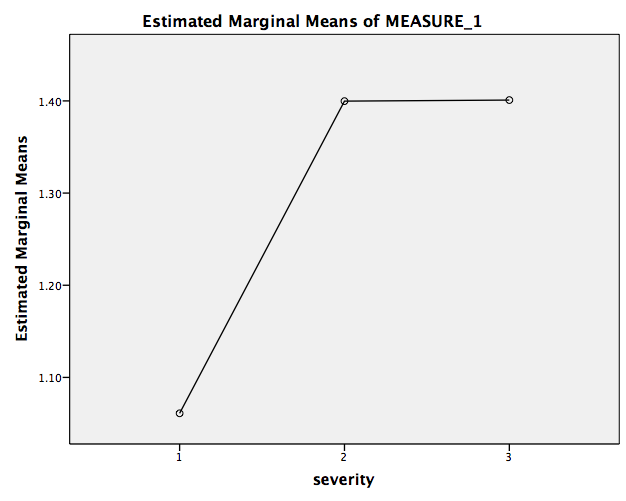 Estimated Marginal Means of MEASURE_1
Estimated Marginal Means
1.40
1.30
1.20
1.10
1 2 3
severity